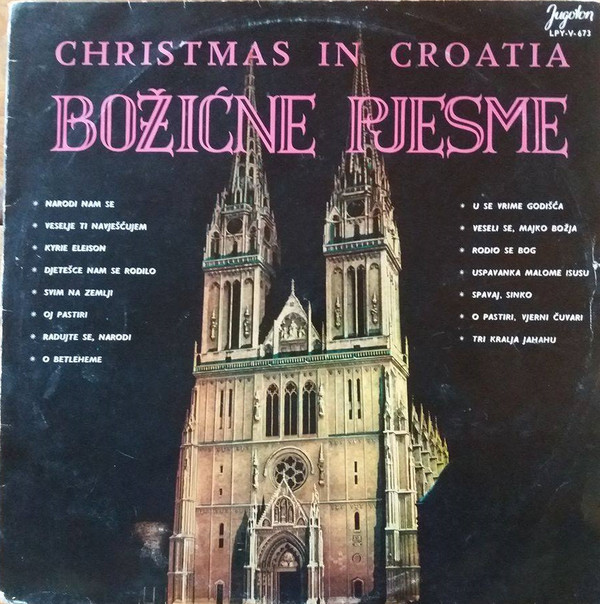 Jugoton
LPY-V-673
CHRISTMAS IN CROATIA
BOŽIĆNE PJESME
* NARODI NAM SE
* VESELJE TI NAVJEŠĆUJEM
* KYRIE ELEISON
* DJETEŠCE NAM SE RODILO
* SVIM NA ZEMLJI
* OJ PASTIRI
* RADUJTE SE, NARODI
* O BETLEHEME
* U SE VRIME GODIŠĆA
* VESELI SE, MAJKO BOŽJA
* RODIO SE BOG
* USPAVANKA MALOME ISUSU
* SPAVAJ, SINKO
* O PASTIRI, VJERNI ČUVARI
* TRI KRALJA JAHAHU